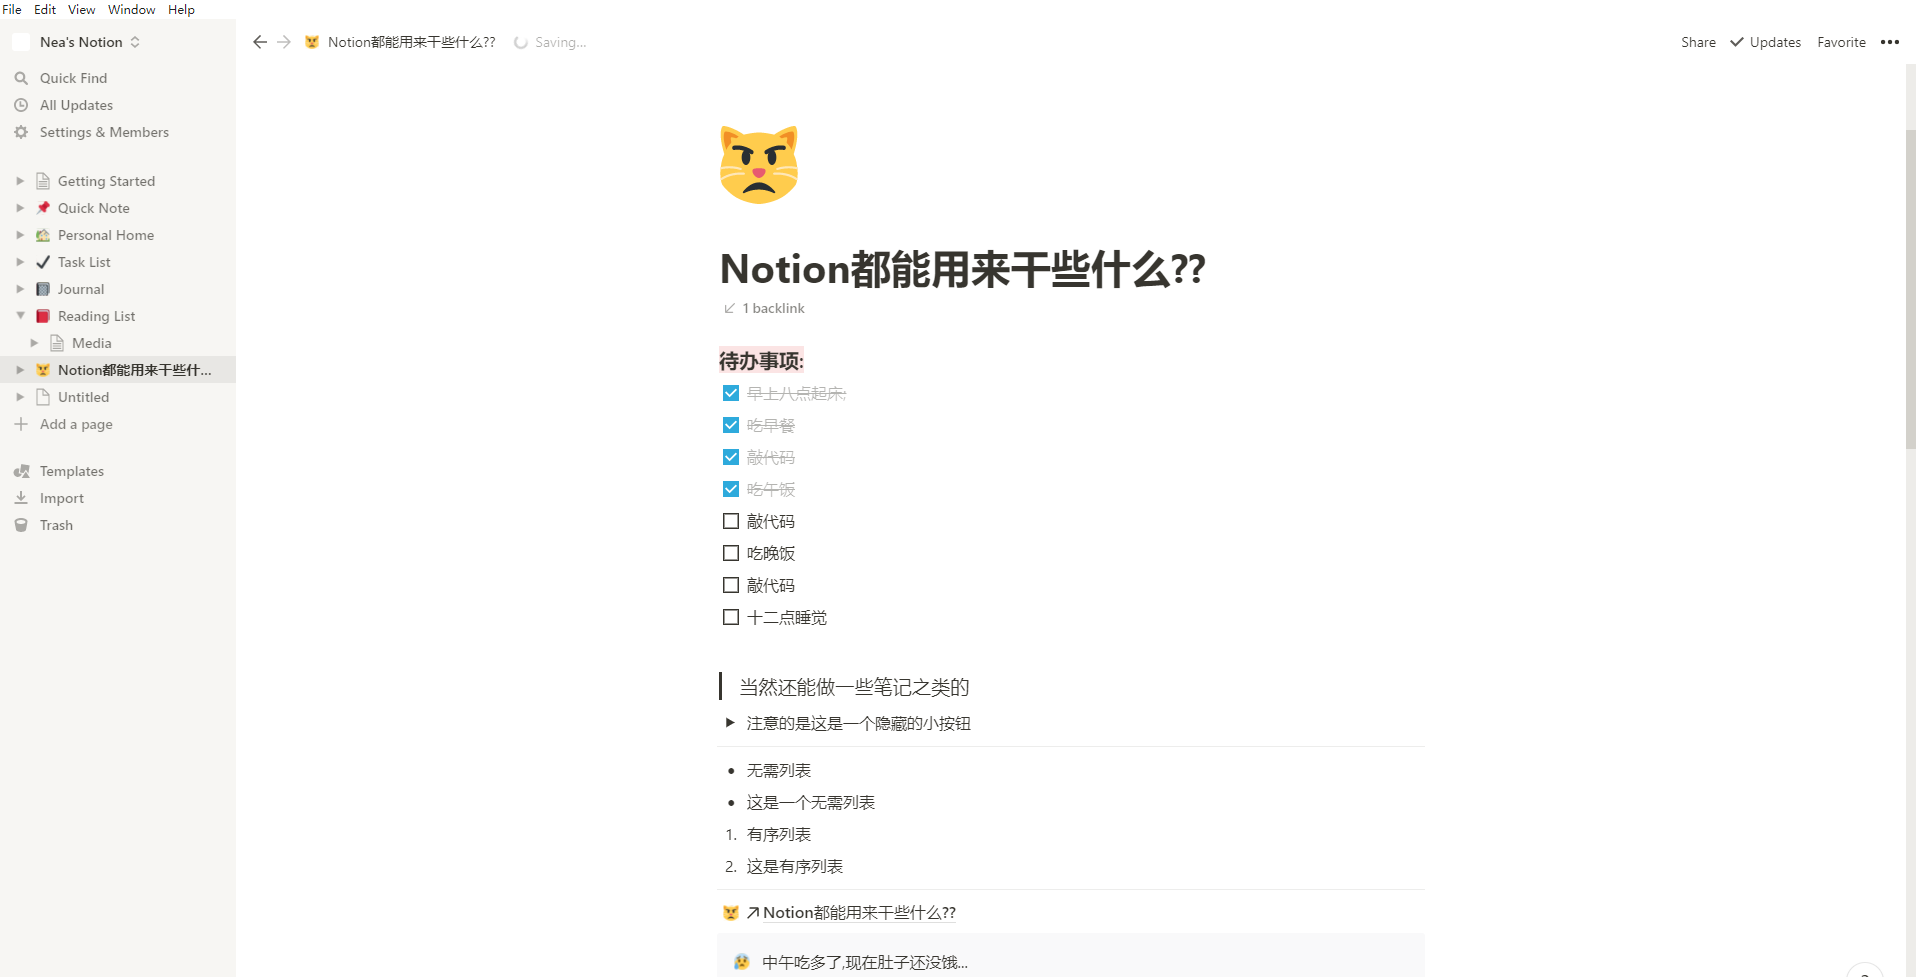 File Edit View Window Help
Nea's Notion
Quick Find
All Updates
Settings & Members
Getting Started
Quick Note
Personal Home
Task List
Journal
Reading List
Media
Notion都能用来干些什...
Untitled
Add a page
Templates
Import
Trash
Notion都能用来干些什么?? Saving...
Share Updates Favorite
Notion都能用来干些什么??
1 backlink
待办事项:
早上八点起床;
吃早餐
敲代码
吃午饭
敲代码
吃晚饭
敲代码
十二点睡觉
当然还能做一些笔记之类的
注意的是这是一个隐藏的小按钮
• 无需列表
• 这是一个无需列表
1. 有序列表
2. 这是有序列表
Notion都能用来干些什么??
中午吃多了,现在肚子还没饿...